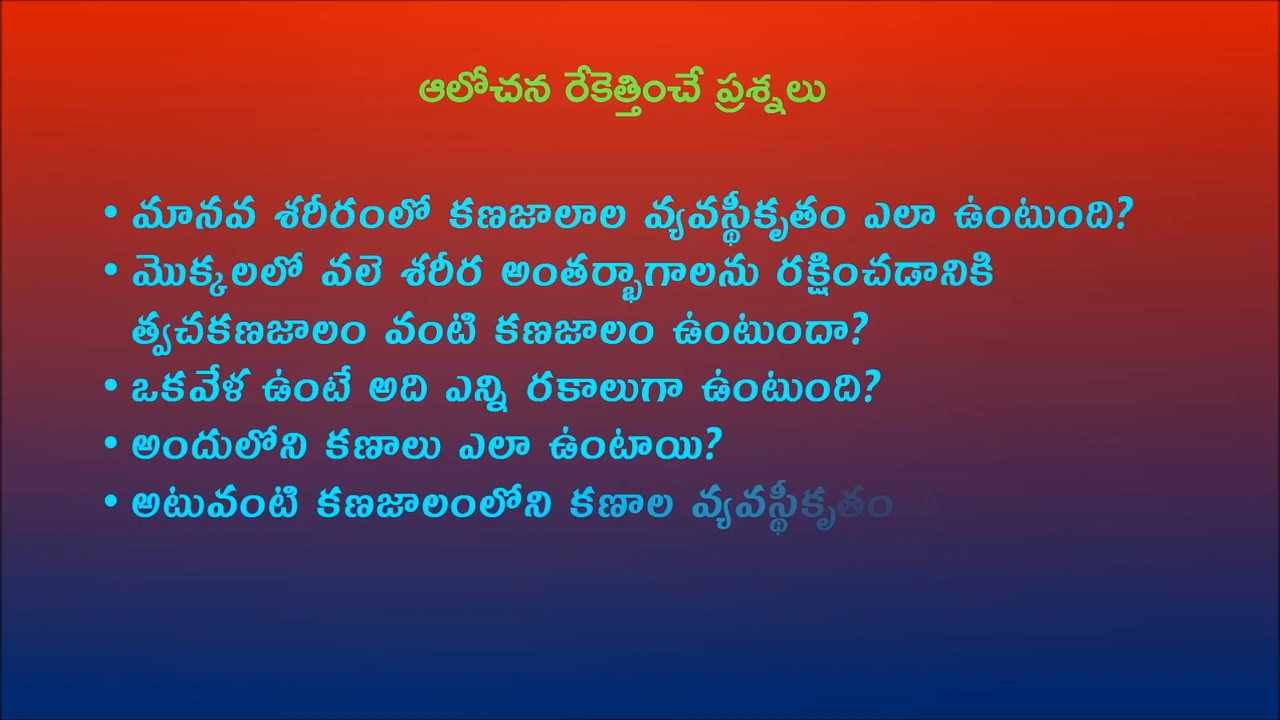 ఆలోచన రేకెత్తించే ప్రశ్నలు
• మానవ శరీరంలో కణజాలాల వ్యవస్థీకృతం ఎలా ఉంటుంది?
• మొక్కలలో వలె శరీర అంతర్భాగాలను రక్షించడానికి
త్వచకణజాలం వంటి కణజాలం ఉంటుందా?
• ఒకవేళ ఉంటే అది ఎన్ని రకాలుగా ఉంటుంది?
• అందులోని కణాలు ఎలా ఉంటాయి?
• అటువంటి కణజాలంలోని కణాల వ్యవస్థీకృతం